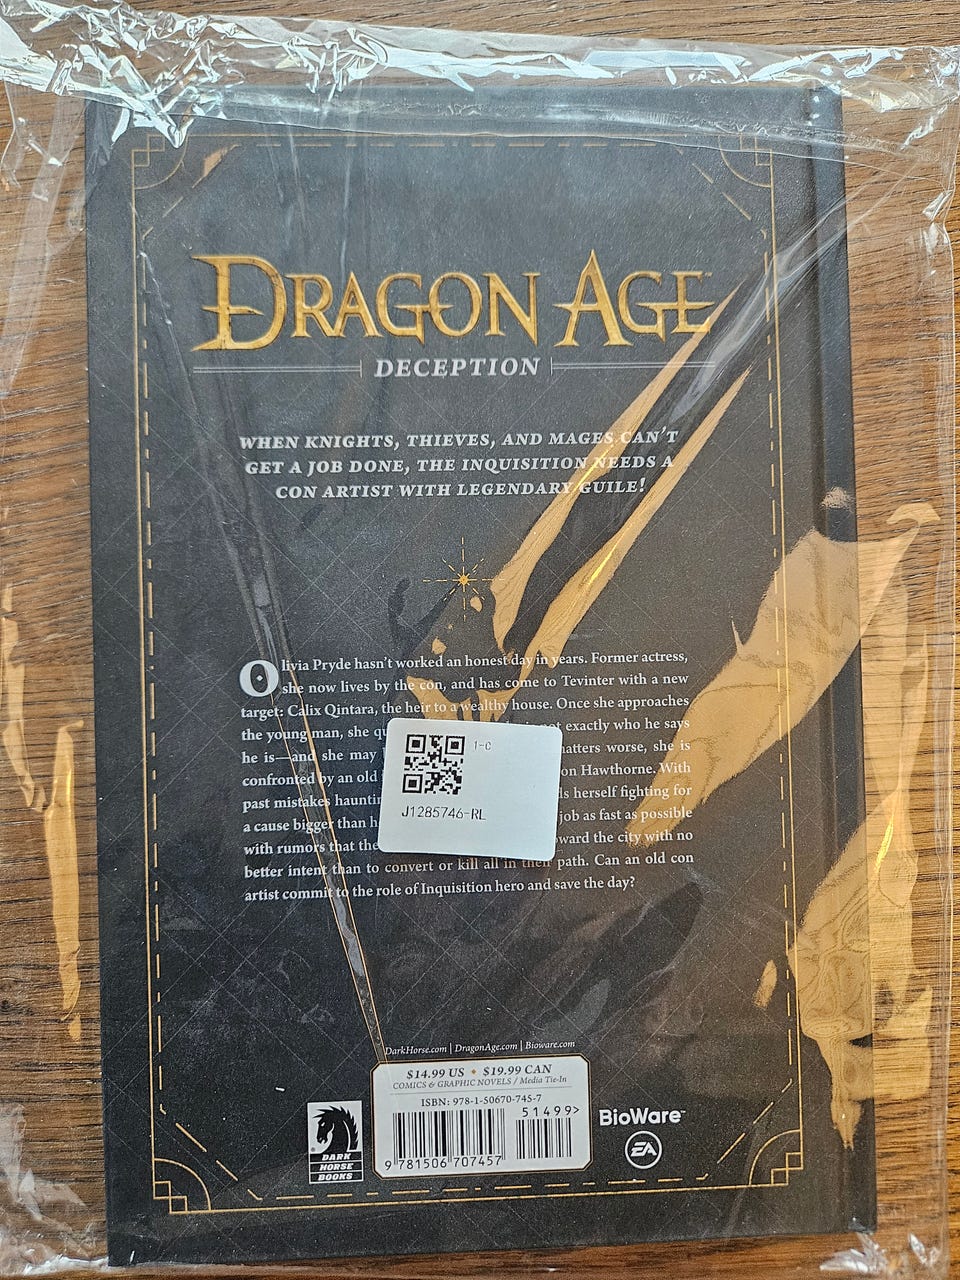 DRAGON AGE™
DECEPTION
WHEN KNIGHTS, THIEVES, AND MAGES CAN'T
GET A JOB DONE, THE INQUISITION NEEDS A
CON ARTIST WITH LEGENDARY GUILE!
Olivia Pryde hasn't worked an honest day in years. Former actress,
she now lives by the con, and has come to Tevinter with a new
target: Calix Qintara, the heir to a wealthy house. Once she approaches
the young man, she exactly who he says
he is—and she may matters worse, she is
confronted by an old Hawthorne. With
past mistakes herself fighting for
a cause bigger than job as fast as possible
with rumors that the toward the city with no
better intent than to convert or kill all in their path. Can an old con
artist commit to the role of Inquisition hero and save the day?
1-C
J1285746-RL
DarkHorse.com | DragonAge.com | Bioware.com
$14.99 US • $19.99 CAN
COMICS & GRAPHIC NOVELS / Media Tie-In
ISBN: 978-1-50670-745-7
51499>
9 781506 707457
DARK
HORSE
BOOKS
BioWare™
EA